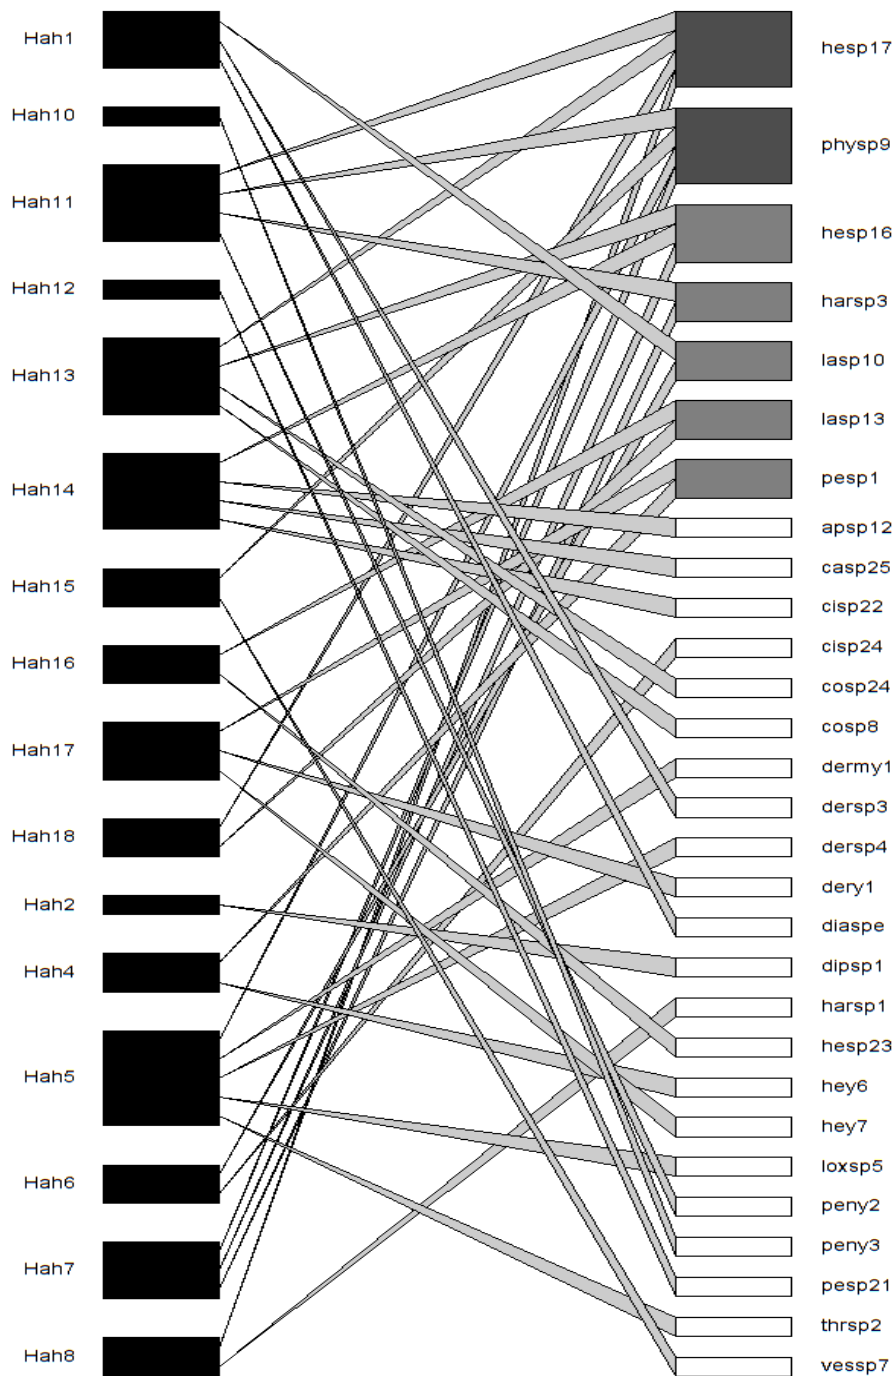 Hah1
Hah10
Hah11
Hah12
Hah13
Hah14
Hah15
Hah16
Hah17
Hah18
Hah2
Hah4
Hah5
Hah6
Hah7
Hah8
hesp17
physp9
hesp16
harsp3
lasp10
lasp13
pesp1
apsp12
casp25
cisp22
cisp24
cosp24
cosp8
dermy1
dersp3
dersp4
dery1
diaspe
dipsp1
harsp1
hesp23
hey6
hey7
loxsp5
peny2
peny3
pesp21
thrsp2
vessp7